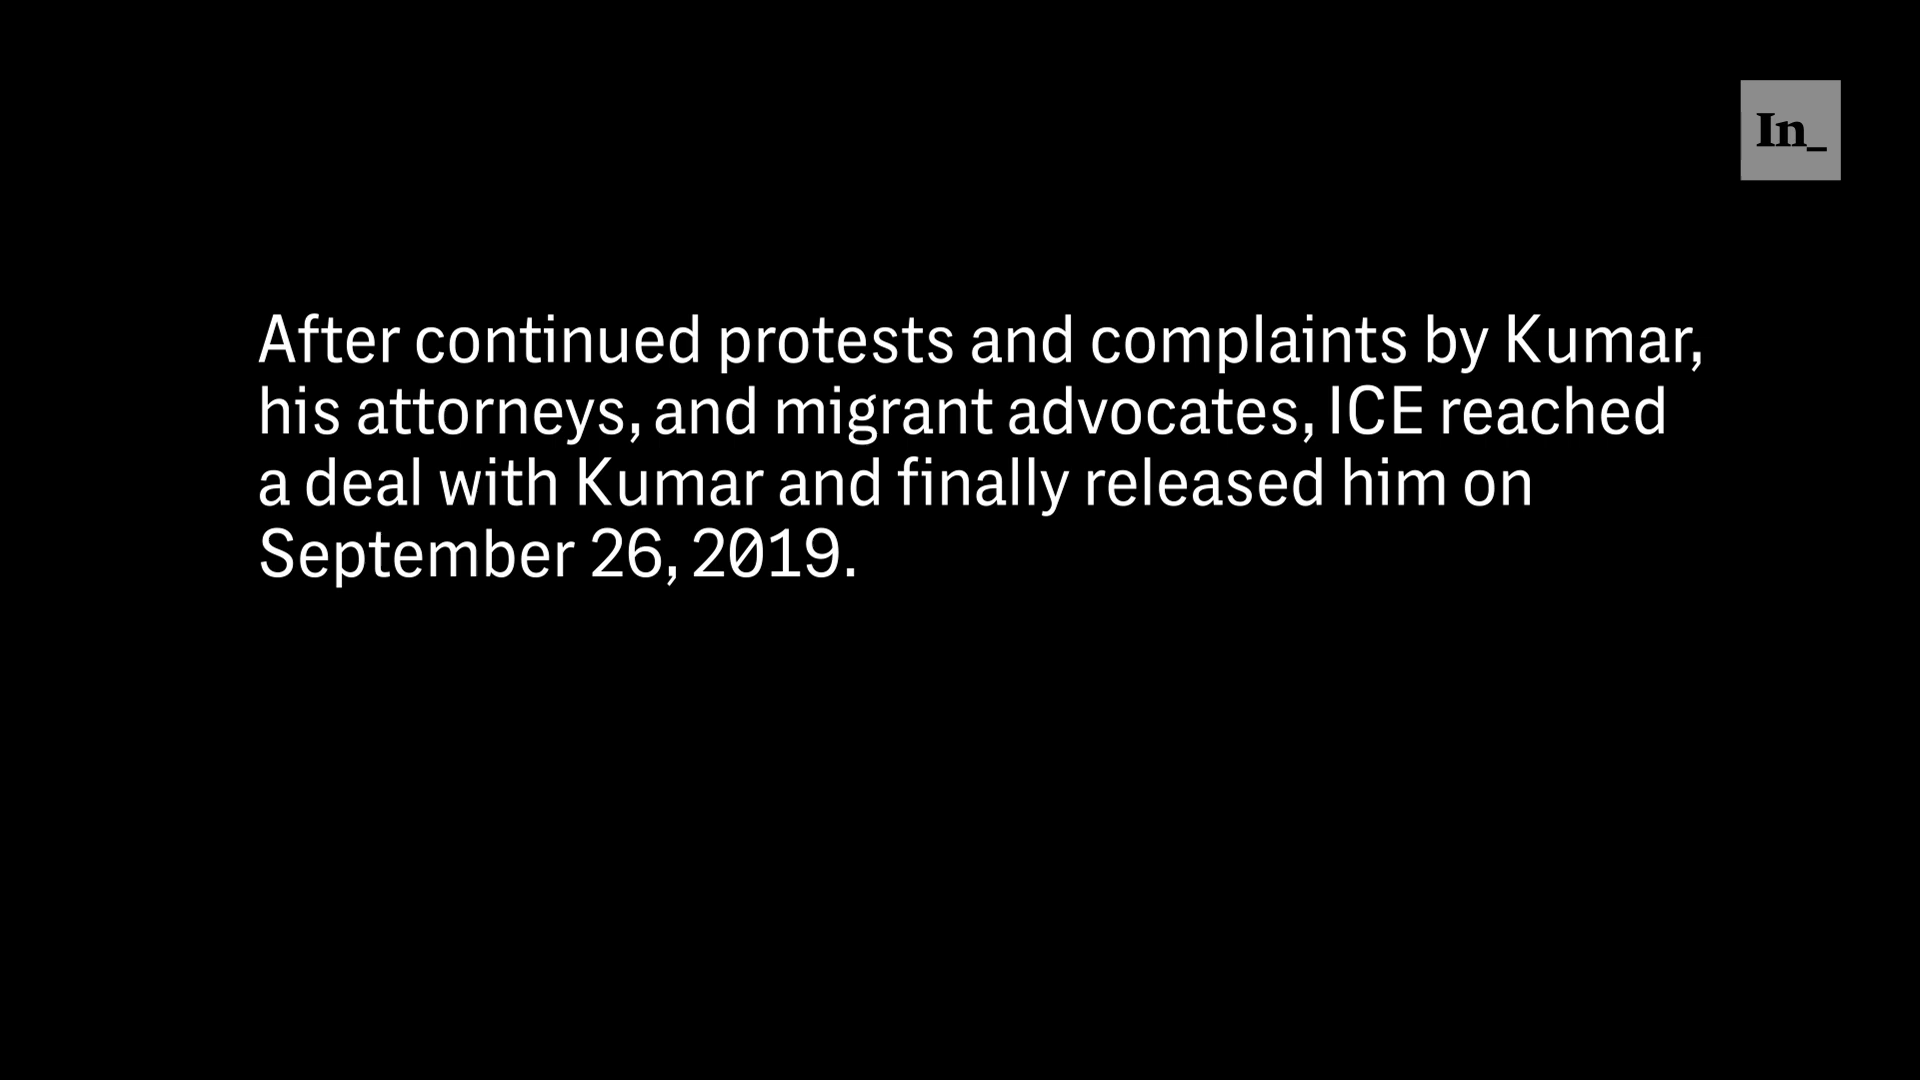 In_
After continued protests and complaints by Kumar,
his attorneys, and migrant advocates, ICE reached
a deal with Kumar and finally released him on
September 26, 2019.